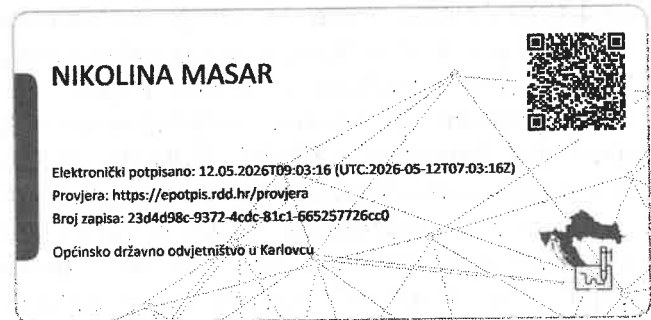 NIKOLINA MASAR
Elektronički potpisano: 12.05.2026T09:03:16 (UTC:2026-05-12T07:03:16Z)
Provjera: https://epotpis.rdd.hr/provjera
Broj zapisa: 23d4d98c-9372-4cdc-81c1-665257726cc0
Općinsko državno odvjetništvo u Karlovcu